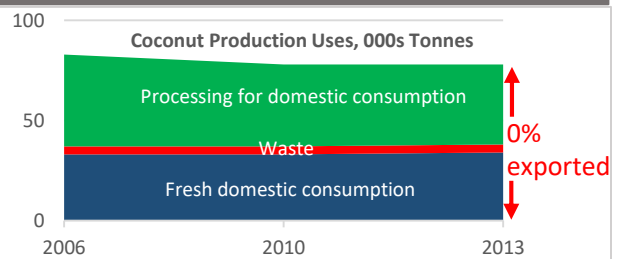 100
Coconut Production Uses, 000s Tonnes
Processing for domestic consumption
50
0%
exported
Waste
Fresh domestic consumption
0
2006 2010 2013